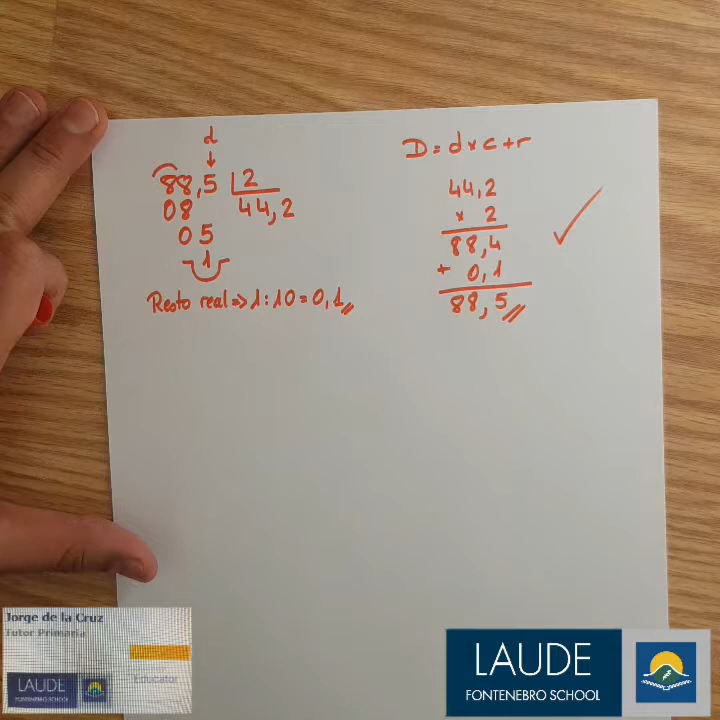 d
↓
88,5 |2
08 44,2
05
1
Resto real => 1 : 10 = 0,1
D = d x c + r
44,2
x 2
88,4
+ 0,1
88,5
✓
Jorge de la Cruz
Tutor Primaria
Educator
LAUDE
FONTENEBRO SCHOOL
LAUDE
FONTENEBRO SCHOOL